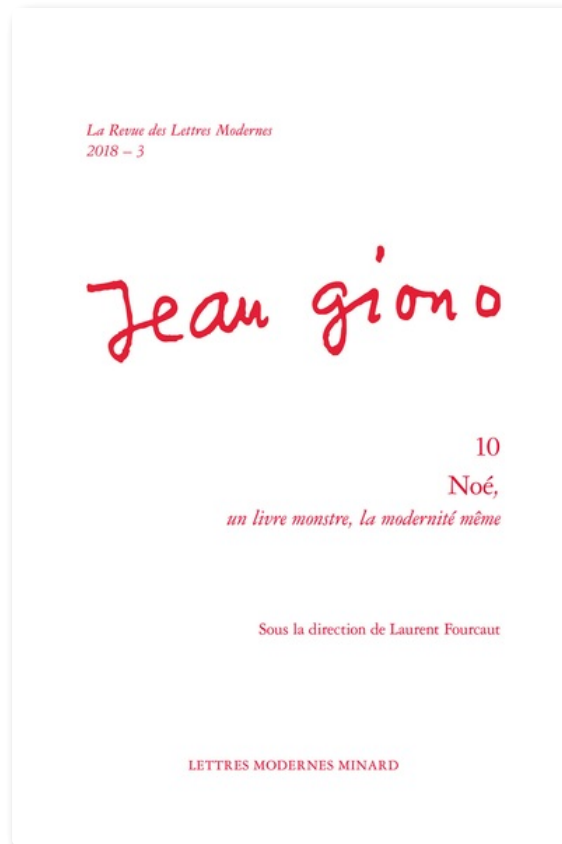 La Revue des Lettres Modernes
2018 – 3
Jean giono
10
Noé,
un livre monstre, la modernité même
Sous la direction de Laurent Fourcaut
LETTRES MODERNES MINARD